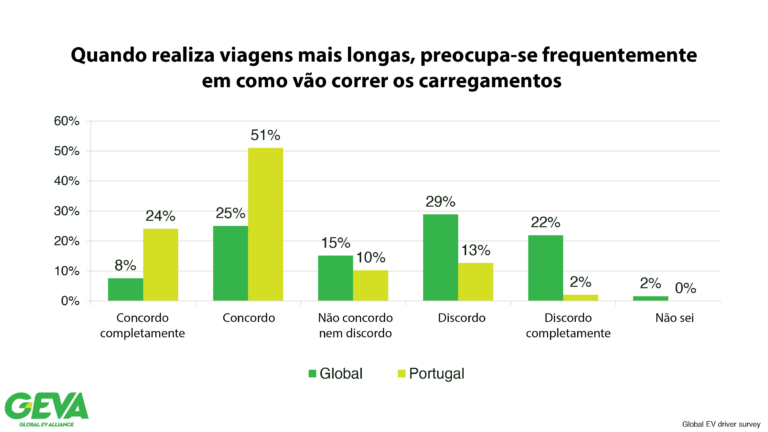 Quando realiza viagens mais longas, preocupa-se frequentemente
em como vão correr os carregamentos
60%
50%
40%
30%
20%
10%
0%
8%
24%
25%
51%
15%
10%
29%
13%
22%
2%
2%
0%
Concordo
completamente
Concordo
Não concordo
nem discordo
Discordo
Discordo
completamente
Não sei
Global
Portugal
GEVA
GLOBAL EV ALLIANCE
Global EV driver survey